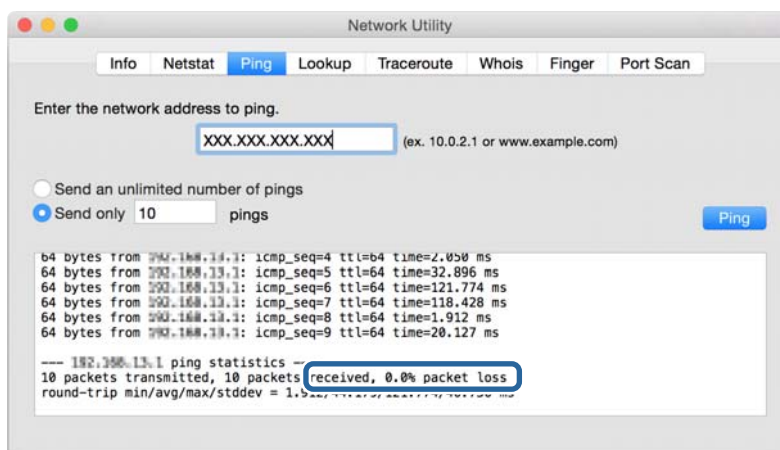 Network Utility
Info Netstat Ping Lookup Traceroute Whois Finger Port Scan
Enter the network address to ping.
XXX.XXX.XXX.XXX (ex. 10.0.2.1 or www.example.com)
Send an unlimited number of pings
Send only 10 pings
Ping
64 bytes from icmp_seq=4 ttl=64 time=2.050 ms
64 bytes from icmp_seq=5 ttl=64 time=32.896 ms
64 bytes from icmp_seq=6 ttl=64 time=121.774 ms
64 bytes from icmp_seq=7 ttl=64 time=118.428 ms
64 bytes from icmp_seq=8 ttl=64 time=1.912 ms
64 bytes from icmp_seq=9 ttl=64 time=20.127 ms
--- ping statistics --
10 packets transmitted, 10 packets received, 0.0% packet loss
round-trip min/avg/max/stddev = ms